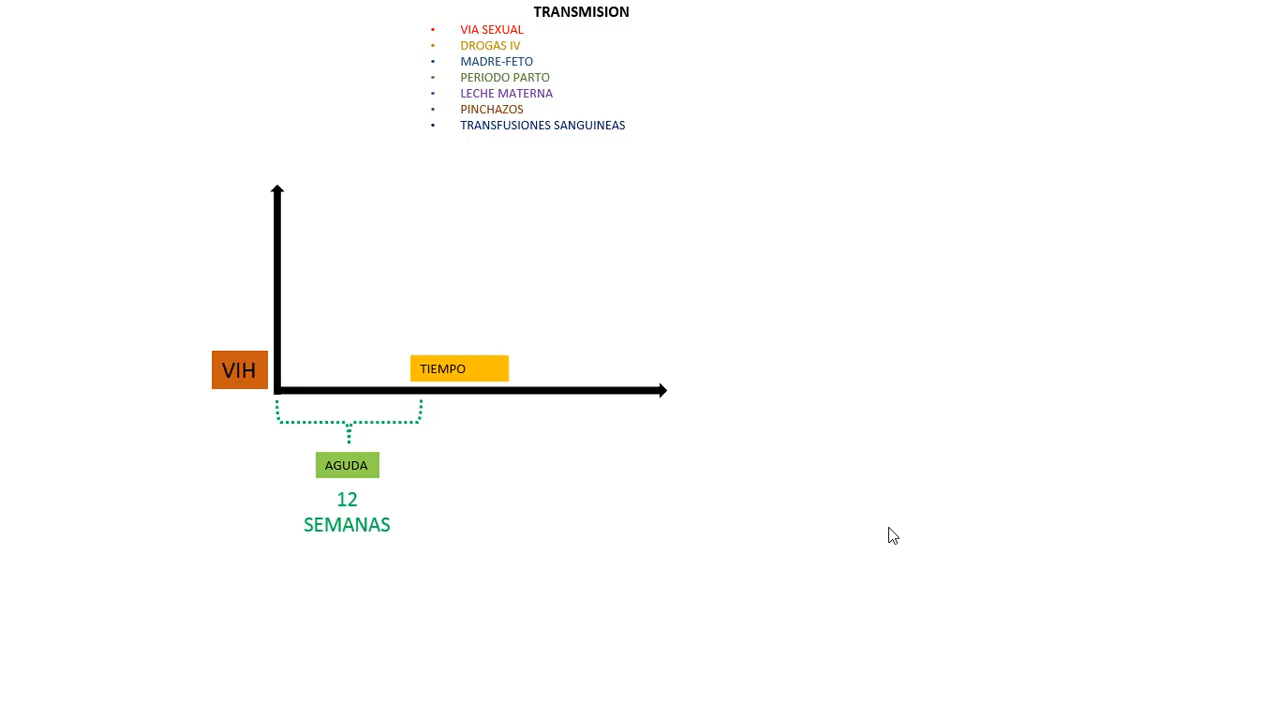 TRANSMISION
• VIA SEXUAL
• DROGAS IV
• MADRE-FETO
• PERIODO PARTO
• LECHE MATERNA
• PINCHAZOS
• TRANSFUSIONES SANGUINEAS
VIH
TIEMPO
AGUDA
12
SEMANAS